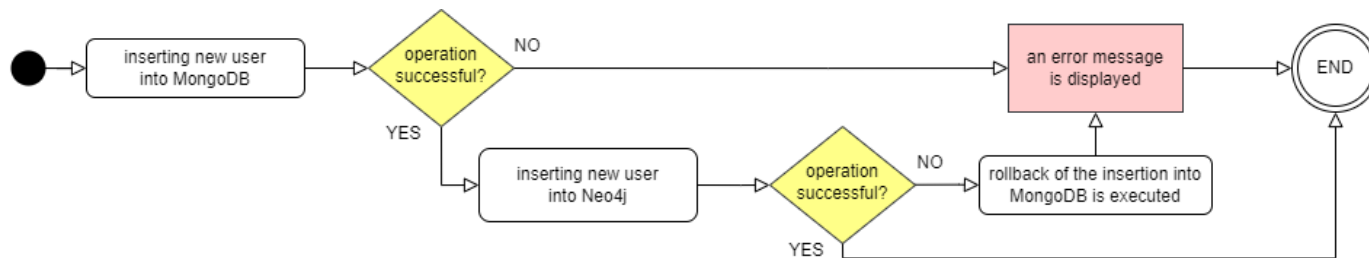 inserting new user
into MongoDB
operation
successful?
NO
an error message
is displayed
END
YES
inserting new user
into Neo4j
operation
successful?
NO
rollback of the insertion into
MongoDB is executed
YES